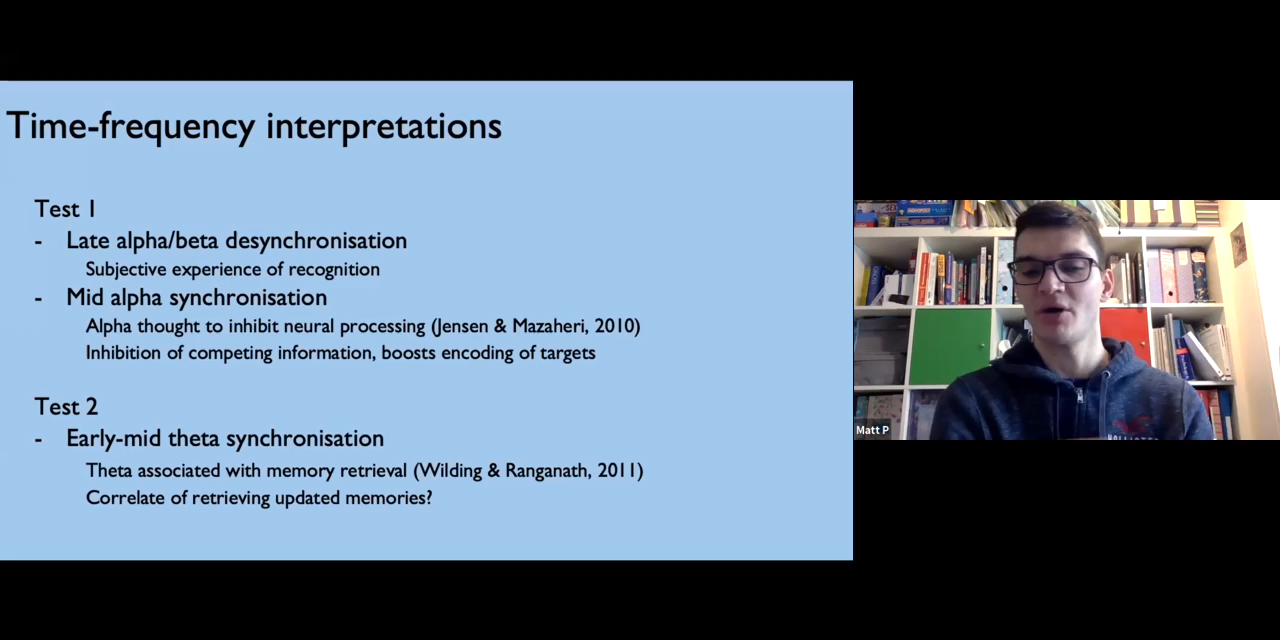 Time-frequency interpretations
Test 1
- Late alpha/beta desynchronisation
Subjective experience of recognition
- Mid alpha synchronisation
Alpha thought to inhibit neural processing (Jensen & Mazaheri, 2010)
Inhibition of competing information, boosts encoding of targets
Test 2
- Early-mid theta synchronisation
Theta associated with memory retrieval (Wilding & Ranganath, 2011)
Correlate of retrieving updated memories?
Matt P